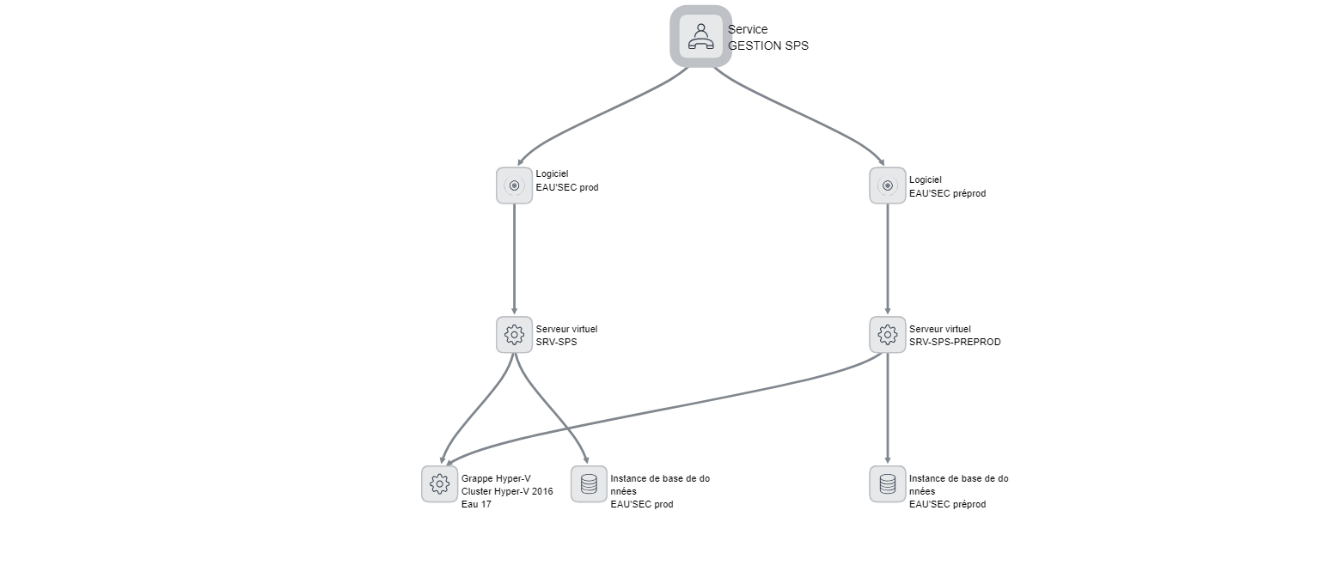 Service
GESTION SPS
Logiciel
EAU'SEC prod
Logiciel
EAU'SEC préprod
Serveur virtuel
SRV-SPS
Serveur virtuel
SRV-SPS-PREPROD
Grappe Hyper-V
Cluster Hyper-V 2016
Eau 17
Instance de base de do
nnées
EAU'SEC prod
Instance de base de do
nnées
EAU'SEC préprod